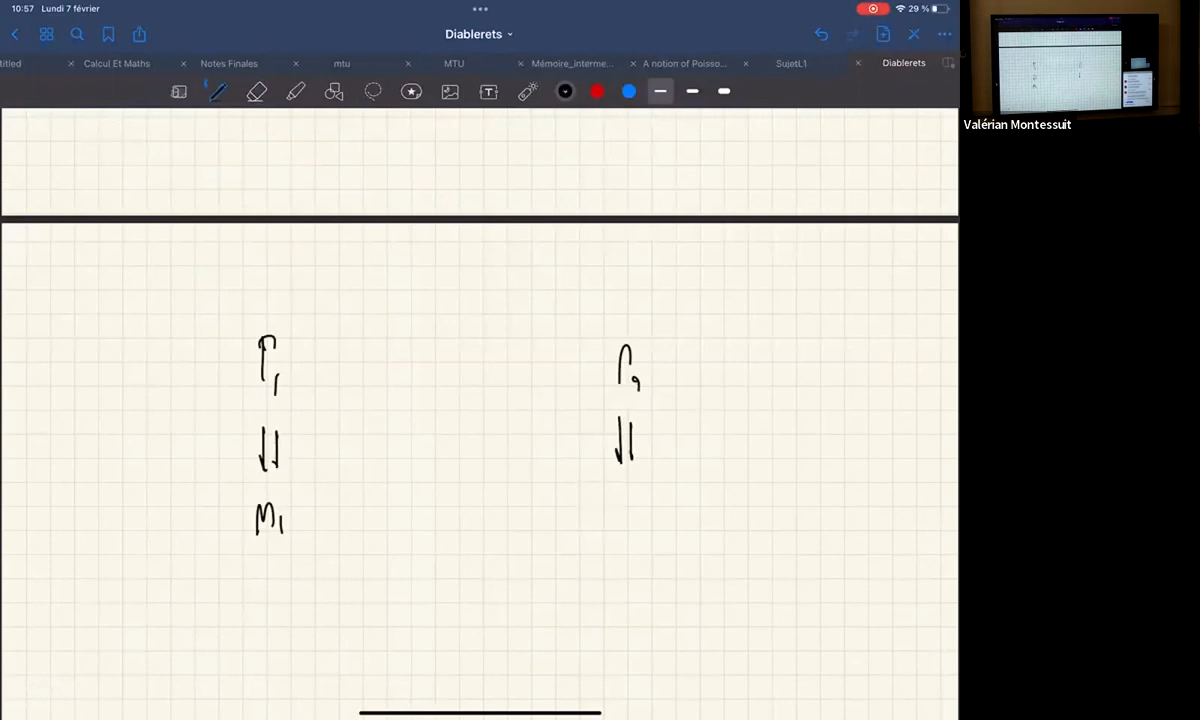 10:57 Lundi 7 février
29 %
Diablerets
titled
Calcul Et Maths
Notes Finales
mtu
MTU
Mémoire_interme...
A notion of Poisso...
SujetL1
Diablerets
Valérian Montessuit
Γ₁
↓↓
M₁
Γ₂
↓↓